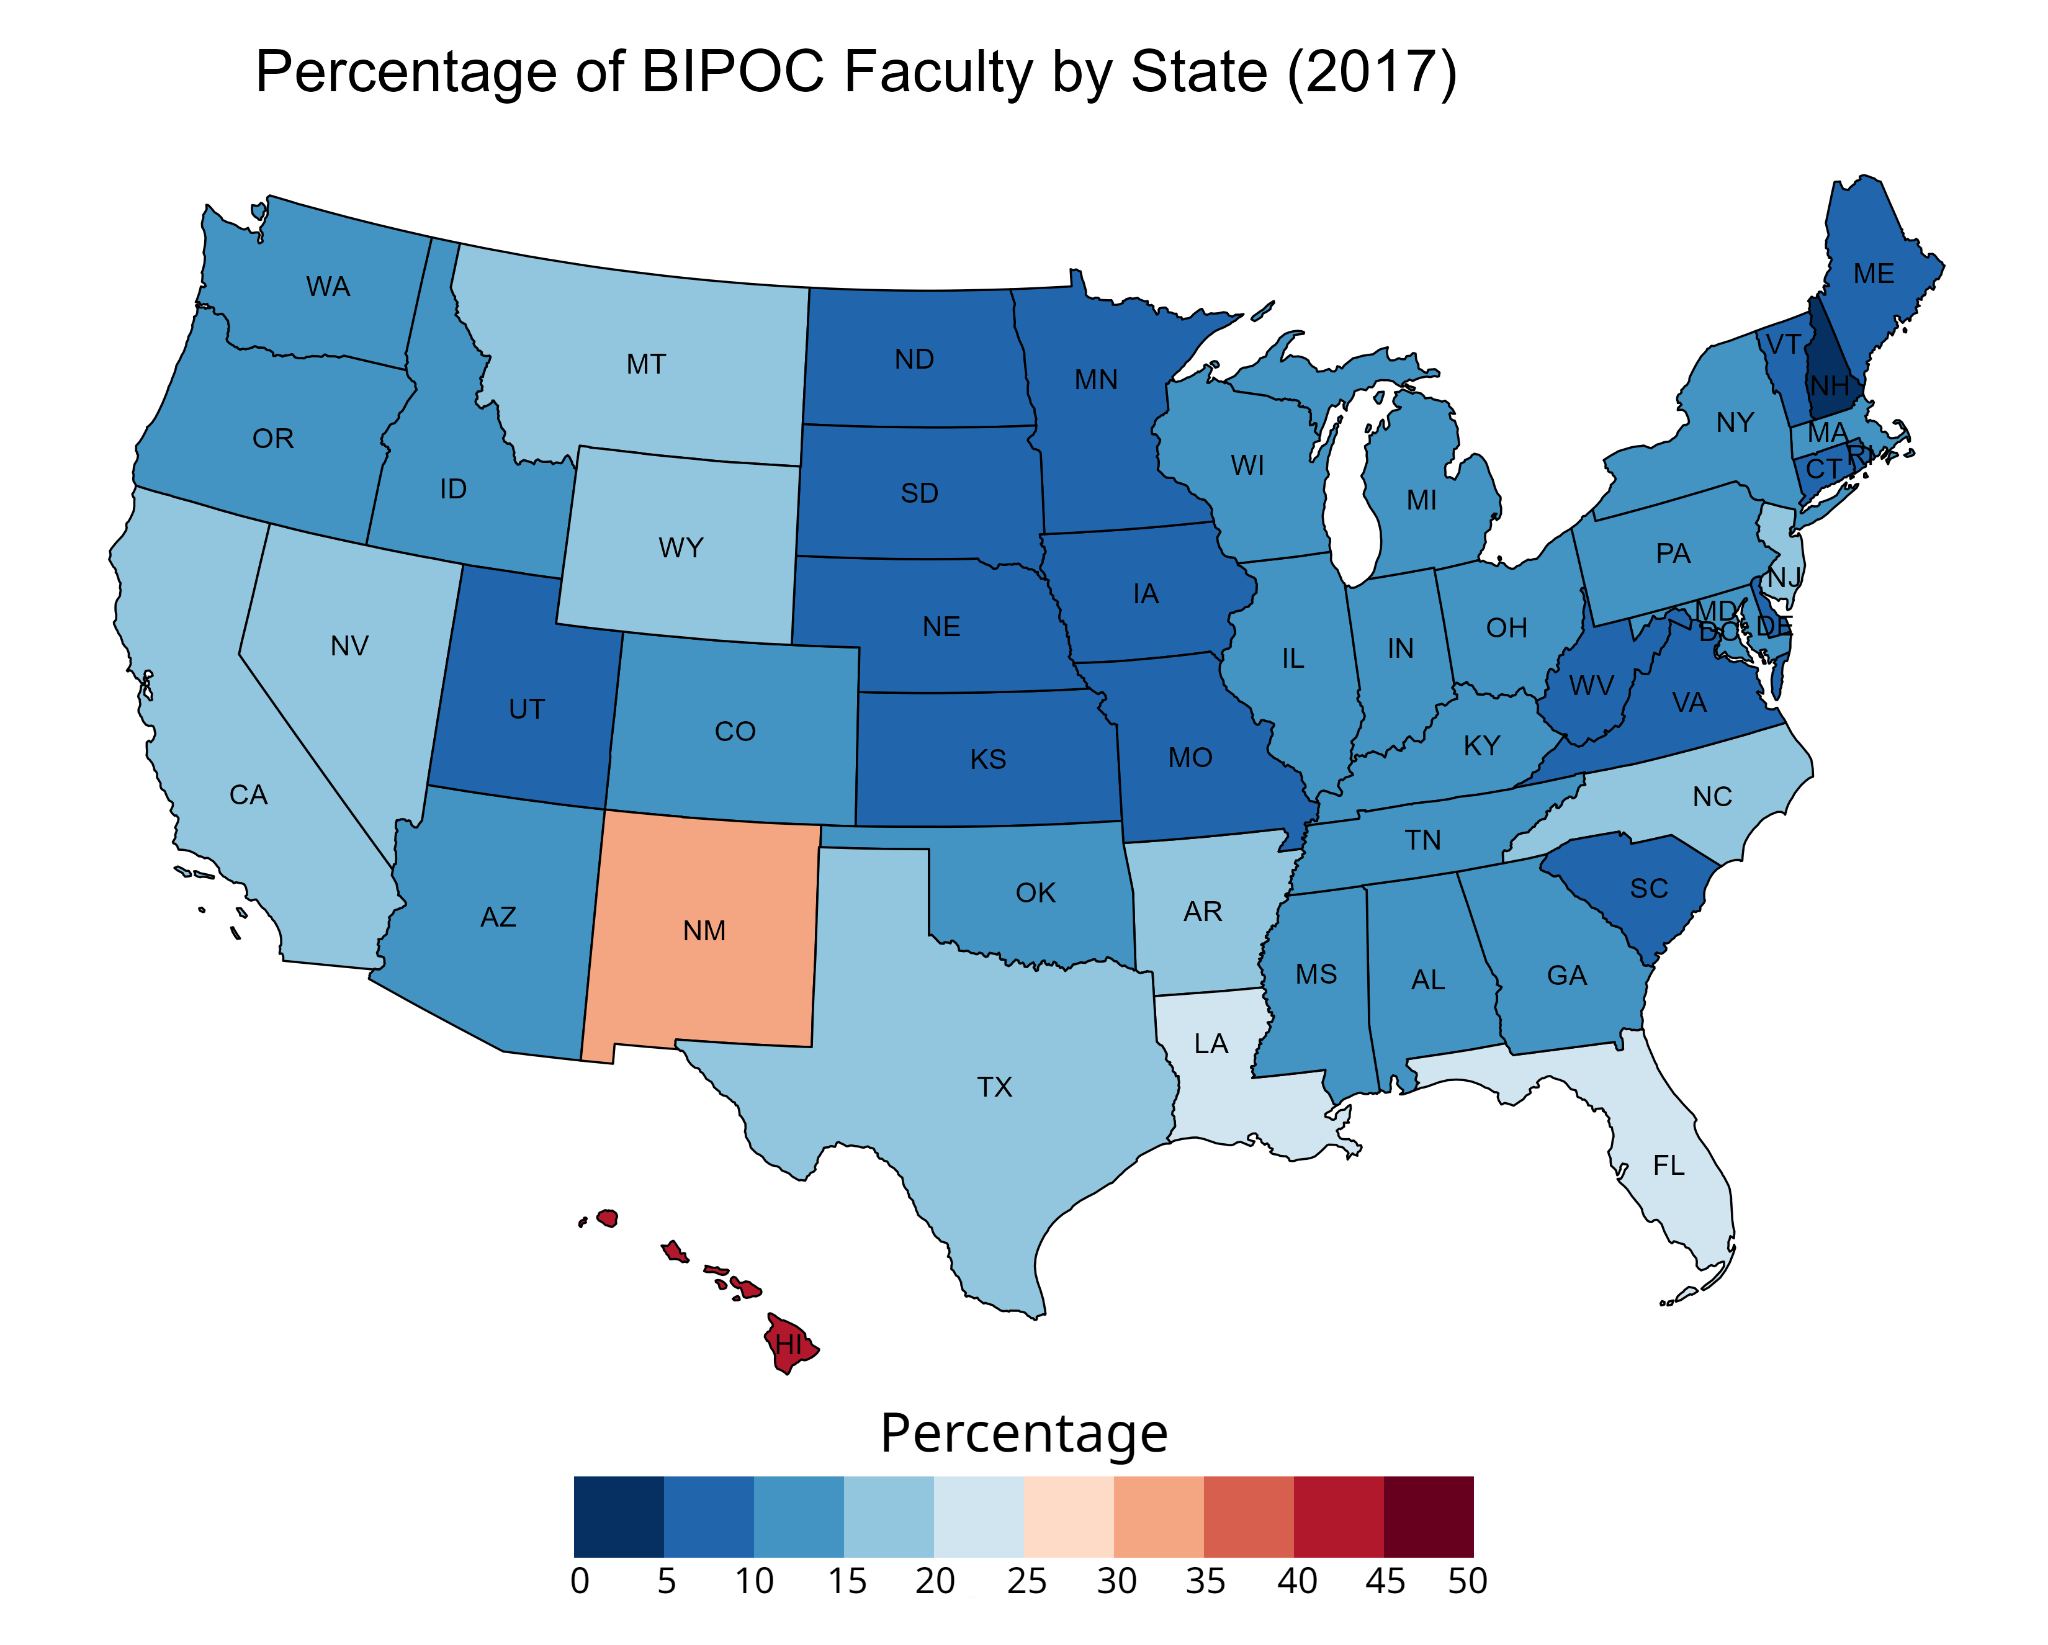 Percentage of BIPOC Faculty by State (2017)
WA
MT
ND
MN
ME
VT
NH
OR
ID
SD
WI
MI
NY
MA
RI
CT
WY
NE
IA
PA
NJ
MD
DC
DE
NV
UT
CO
KS
MO
IL
IN
OH
WV
VA
KY
CA
NC
TN
AZ
NM
OK
AR
SC
MS
AL
GA
TX
LA
FL
HI
Percentage
0 5 10 15 20 25 30 35 40 45 50